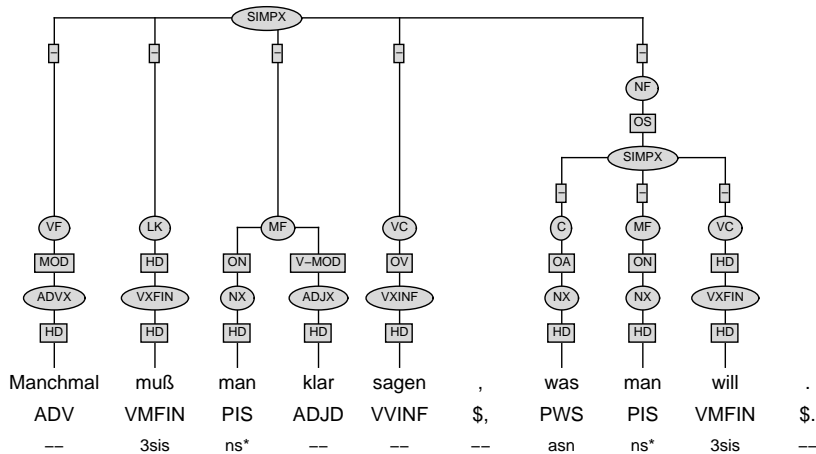 SIMPX
– – – – –
NF
OS
SIMPX
– – –
VF LK MF VC C MF VC
MOD HD ON V–MOD OV OA ON HD
ADVX VXFIN NX ADJX VXINF NX NX VXFIN
HD HD HD HD HD HD HD HD
Manchmal muß man klar sagen , was man will .
ADV VMFIN PIS ADJD VVINF $, PWS PIS VMFIN $.
–– 3sis ns* –– –– –– asn ns* 3sis ––